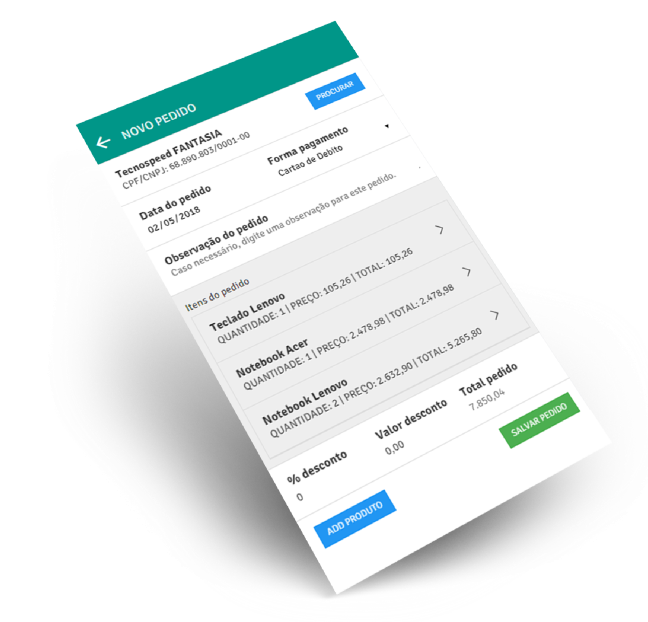 NOVO PEDIDO
Tecnospeed FANTASIA
CPF/CNPJ: 68.890.803/0001-00
PROCURAR
Data do pedido
02/05/2018
Forma pagamento
Cartao de Debito
Observação do pedido
Caso necessário, digite uma observação para este pedido.
Itens do pedido
Teclado Lenovo
QUANTIDADE: 1 | PREÇO: 105,26 | TOTAL: 105,26
Notebook Acer
QUANTIDADE: 1 | PREÇO: 2.478,98 | TOTAL: 2.478,98
Notebook Lenovo
QUANTIDADE: 2 | PREÇO: 2.632,90 | TOTAL: 5.265,80
% desconto
0
Valor desconto
0,00
Total pedido
7.850,04
ADD PRODUTO
SALVAR PEDIDO